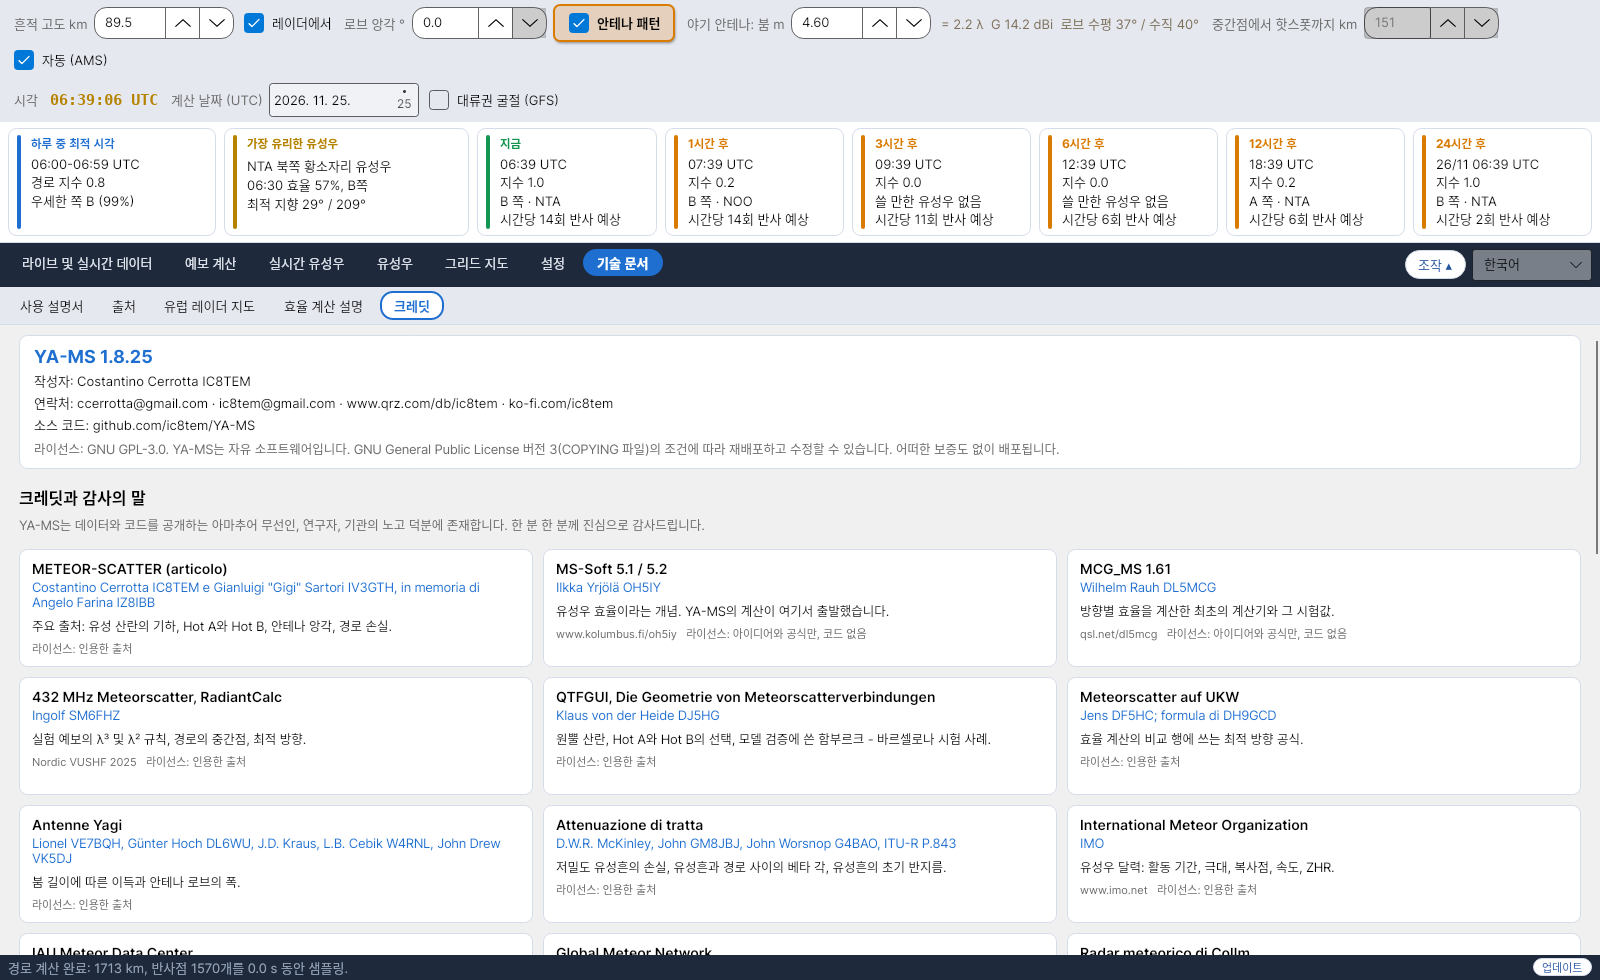 흔적 고도 km 89.5 레이더에서 로브 앙각 ° 0.0 안테나 패턴 야기 안테나: 붐 m 4.60 = 2.2 λ G 14.2 dBi 로브 수평 37° / 수직 40° 중간점에서 핫스폿까지 km 151
자동 (AMS)
시각 06:39:06 UTC 계산 날짜 (UTC) 2026. 11. 25. 25 대류권 굴절 (GFS)
하루 중 최적 시각
06:00-06:59 UTC
경로 지수 0.8
우세한 쪽 B (99%)
가장 유리한 유성우
NTA 북쪽 황소자리 유성우
06:30 효율 57%, B쪽
최적 지향 29° / 209°
지금
06:39 UTC
지수 1.0
B 쪽 · NTA
시간당 14회 반사 예상
1시간 후
07:39 UTC
지수 0.2
B 쪽 · NOO
시간당 14회 반사 예상
3시간 후
09:39 UTC
지수 0.0
쓸 만한 유성우 없음
시간당 11회 반사 예상
6시간 후
12:39 UTC
지수 0.0
쓸 만한 유성우 없음
시간당 6회 반사 예상
12시간 후
18:39 UTC
지수 0.2
A 쪽 · NTA
시간당 6회 반사 예상
24시간 후
26/11 06:39 UTC
지수 1.0
B 쪽 · NTA
시간당 2회 반사 예상
라이브 및 실시간 데이터 예보 계산 실시간 유성우 유성우 그리드 지도 설정 기술 문서 조작 ▴ 한국어
사용 설명서 출처 유럽 레이더 지도 효율 계산 설명 크레딧
YA-MS 1.8.25
작성자: Costantino Cerrotta IC8TEM
연락처: ccerrotta@gmail.com · ic8tem@gmail.com · www.qrz.com/db/ic8tem · ko-fi.com/ic8tem
소스 코드: github.com/ic8tem/YA-MS
라이선스: GNU GPL-3.0. YA-MS는 자유 소프트웨어입니다. GNU General Public License 버전 3(COPYING 파일)의 조건에 따라 재배포하고 수정할 수 있습니다. 어떠한 보증도 없이 배포됩니다.
크레딧과 감사의 말
YA-MS는 데이터와 코드를 공개하는 아마추어 무선인, 연구자, 기관의 노고 덕분에 존재합니다. 한 분 한 분께 진심으로 감사드립니다.
METEOR-SCATTER (articolo)
Costantino Cerrotta IC8TEM e Gianluigi "Gigi" Sartori IV3GTH, in memoria di
Angelo Farina IZ8IBB
주요 출처: 유성 산란의 기하, Hot A와 Hot B, 안테나 앙각, 경로 손실.
라이선스: 인용한 출처
MS-Soft 5.1 / 5.2
Ilkka Yrjölä OH5IY
유성우 효율이라는 개념. YA-MS의 계산이 여기서 출발했습니다.
www.kolumbus.fi/oh5iy 라이선스: 아이디어와 공식만, 코드 없음
MCG_MS 1.61
Wilhelm Rauh DL5MCG
방향별 효율을 계산한 최초의 계산기와 그 시험값.
qsl.net/dl5mcg 라이선스: 아이디어와 공식만, 코드 없음
432 MHz Meteorscatter, RadiantCalc
Ingolf SM6FHZ
실험 예보의 λ³ 및 λ² 규칙, 경로의 중간점, 최적 방향.
Nordic VUSHF 2025 라이선스: 인용한 출처
QTFGUI, Die Geometrie von Meteorscatterverbindungen
Klaus von der Heide DJ5HG
원뿔 산란, Hot A와 Hot B의 선택, 모델 검증에 쓴 함부르크 - 바르셀로나 시험 사례.
라이선스: 인용한 출처
Meteorscatter auf UKW
Jens DF5HC; formula di DH9GCD
효율 계산의 비교 행에 쓰는 최적 방향 공식.
라이선스: 인용한 출처
Antenne Yagi
Lionel VE7BQH, Günter Hoch DL6WU, J.D. Kraus, L.B. Cebik W4RNL, John Drew
VK5DJ
붐 길이에 따른 이득과 안테나 로브의 폭.
라이선스: 인용한 출처
Attenuazione di tratta
D.W.R. McKinley, John GM8JBJ, John Worsnop G4BAO, ITU-R P.843
저밀도 유성흔의 손실, 유성흔과 경로 사이의 베타 각, 유성흔의 초기 반지름.
라이선스: 인용한 출처
International Meteor Organization
IMO
유성우 달력: 활동 기간, 극대, 복사점, 속도, ZHR.
www.imo.net 라이선스: 인용한 출처
IAU Meteor Data Center
Global Meteor Network
Radar meteorico di Collm
경로 계산 완료: 1713 km, 반사점 1570개를 0.0 s 동안 샘플링. 업데이트